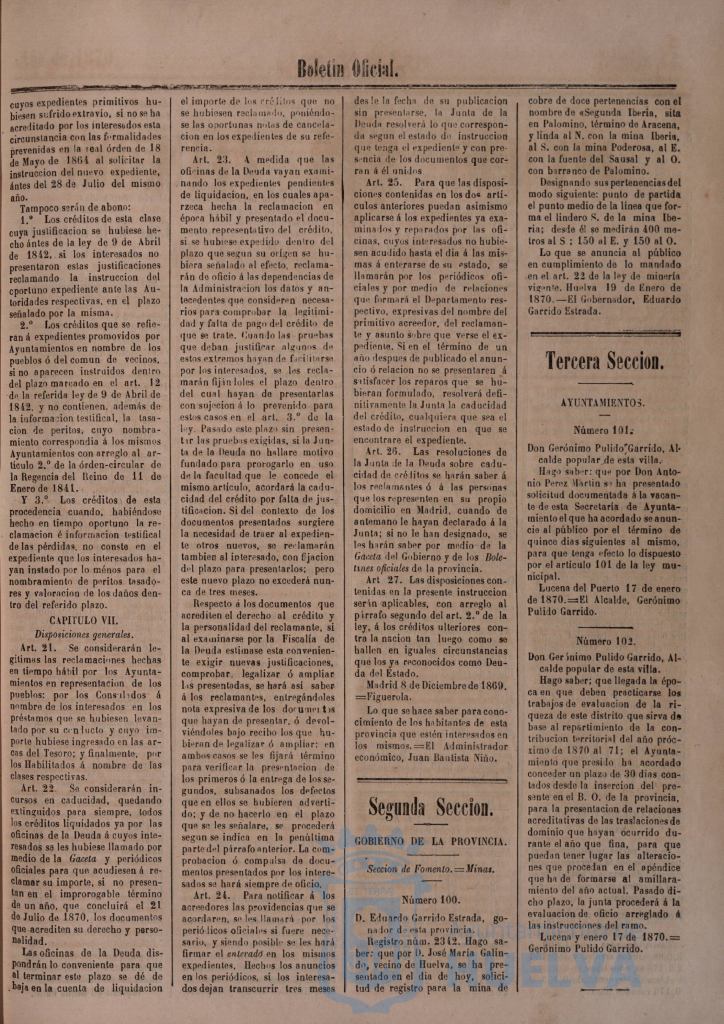 Boletin Oficial.
cuyos expedientes primitivos hu-
biesen sufrido extravio, si no se ha
acreditado por los interesados esta
circunstancia con las formalidades
prevenidas en la real órden de 18
de Mayo de 1864 al solicitar la
instruccion del nuevo expediente,
ántes del 28 de Julio del mismo
año.
Tampoco serán de abono:
1.° Los créditos de esta clase
cuya justificacion se hubiese he-
cho ántes de la ley de 9 de Abril
de 1842, si los interesados no
presentaron estas justificaciones
reclamando la instruccion del
oportuno expediente ante las Au-
toridades respectivas, en el plazo
señalado por la misma.
2.° Los créditos que se refie-
ran á expedientes promovidos por
Ayuntamientos en nombre de los
pueblos ó del comun de vecinos,
si no aparecen instruidos dentro
del plazo marcado en el art. 12
de la referida ley de 9 de Abril de
1842, y no contienen, además de
la informacion testifical, la tasa-
cion de peritos, cuyo nombra-
miento correspondia á los mismos
Ayuntamientos con arreglo al ar-
tículo 2.° de la órden-circular de
la Regencia del Reino de 11 de
Enero de 1841.
Y 3.° Los créditos de esta
procedencia cuando, habiéndose
hecho en tiempo oportuno la re-
clamacion é informacion testifical
de las pérdidas, no conste en el
expediente que los interesados ha-
yan instado por lo ménos para el
nombramiento de peritos tasado-
res y valoracion de los daños den-
tro del referido plazo.
CAPITULO VII.
Disposiciones generales.
Art. 21. Se considerarán le-
gítimas las reclamaciones hechas
en tiempo hábil por los Ayunta-
mientos en representacion de los
pueblos: por los Consulados á
nombre de los interesados en los
préstamos que se hubiesen levan-
tado por su conducto y cuyo im-
porte hubiese ingresado en las ar-
cas del Tesoro; y finalmente, por
los Habilitados á nombre de las
clases respectivas.
Art. 22. Se considerarán in-
cursos en caducidad, quedando
extinguidos para siempre, todos
los créditos liquidados ya por las
oficinas de la Deuda á cuyos inte-
resados se les hubiese llamado por
medio de la Gaceta y periódicos
oficiales para que acudiesen á re-
clamar su importe, si no presen-
tan en el improrogable término
de un año, que concluirá el 21
de Julio de 1870, los documentos
que acrediten su derecho y perso-
nalidad.
Las oficinas de la Deuda dis-
pondrán lo conveniente para que
al terminar este plazo se dé de
baja en la cuenta de liquidacion
el importe de los créditos que no
se hubiesen reclamado, poniéndo-
se las oportunas notas de cancela-
cion en los expedientes de su re-
ferencia.
Art. 23. A medida que las
oficinas de la Deuda vayan exami-
nando los expedientes pendientes
de liquidacion, en los cuales apa-
rezca hecha la reclamacion en
época hábil y presentado el docu-
mento representativo del crédito,
si se hubiese expedido dentro del
plazo que segun su origen se hu-
biera señalado al efecto, reclama-
rán de oficio á las dependencias de
la Administracion los datos y an-
tecedentes que consideren necesa-
rios para comprobar la legitimi-
dad y falta de pago del crédito de
que se trate. Cuando las pruebas
que deban justificar algunos de
estos extremos hayan de facilitarse
por los interesados, se les recla-
marán fijándoles el plazo dentro
del cual hayan de presentarlas
con sujecion á lo prevenido para
estos casos en el art. 3.° de la
ley. Pasado este plazo sin presen-
tar las pruebas exigidas, si la Jun-
ta de la Deuda no hallare motivo
fundado para prorogarlo en uso
de la facultad que le concede el
mismo artículo, acordará la cadu-
cidad del crédito por falta de jus-
tificacion. Si del contexto de los
documentos presentados surgiere
la necesidad de traer al expedien-
te otros nuevos, se reclamarán
tambien al interesado, con fijacion
del plazo para presentarlos; pero
este nuevo plazo no excederá nun-
ca de tres meses.
Respecto á los documentos que
acrediten el derecho al crédito y
la personalidad del reclamante, si
al examinarse por la Fiscalía de
la Deuda estimase esta convenien-
te exigir nuevas justificaciones,
comprobar, legalizar ó ampliar
las presentadas, se hará así saber
á los reclamantes, entregándoles
nota expresiva de los documentos
que hayan de presentar, ó devol-
viéndoles bajo recibo los que hu-
bieran de legalizar ó ampliar: en
ambos casos se les fijará término
para verificar la presentacion de
los primeros ó la entrega de los se-
gundos, subsanados los defectos
que en ellos se hubieren adverti-
do; y de no hacerlo en el plazo
que se les señalare, se procederá
segun se indica en la penúltima
parte del párrafo anterior. La com-
probacion ó compulsa de docu-
mentos presentados por los intere-
sados se hará siempre de oficio.
Art. 24. Para notificar á los
acreedores las providencias que se
acordaren, se les llamará por los
periódicos oficiales si fuere nece-
sario, y siendo posible se les hará
firmar el enterado en los mismos
expedientes. Hechos los anuncios
en los periódicos, si los interesa-
dos dejan transcurrir tres meses
desde la fecha de su publicacion
sin presentarse, la Junta de la
Deuda resolverá lo que correspon-
da segun el estado de instruccion
que tenga el expediente y con pre-
sencia de los documentos que cor-
ran á él unidos
Art. 25. Para que las disposi-
ciones contenidas en los dos artí-
culos anteriores puedan asimismo
aplicarse á los expedientes ya exa-
minados y reparados por las ofi-
cinas, cuyos interesados no hubie-
sen acudido hasta el dia á las mis-
mas á enterarse de su estado, se
llamarán por los periódicos ofi-
ciales y por medio de relaciones
que formará el Departamento res-
pectivo, expresivas del nombre del
primitivo acreedor, del reclaman-
te y asunto sobre que verse el ex-
pediente. Si en el término de un
año despues de publicado el anun-
cio ó relacion no se presentaren á
satisfacer los reparos que se hu-
bieran formulado, resolverá defi-
nitivamente la Junta la caducidad
del crédito, cualquiera que sea el
estado de instruccion en que se
encontrare el expediente.
Art. 26. Las resoluciones de
la Junta de la Deuda sobre cadu-
cidad de créditos se harán saber á
los reclamantes ó á las personas
que los representen en su propio
domicilio en Madrid, cuando de
antemano le hayan declarado á la
Junta; si no le han designado, se
les harán saber por medio de la
Gaceta del Gobierno y de los Bole-
tines oficiales de la provincia.
Art. 27. Las disposiciones con-
tenidas en la presente instruccion
serán aplicables, con arreglo al
párrafo segundo del art. 2.° de la
ley, á los créditos ulteriores con-
tra la nacion tan luego como se
hallen en iguales circunstancias
que los ya reconocidos como Deu-
da del Estado.
Madrid 8 de Diciembre de 1869.
=Figuerola.
Lo que se hace saber para co-
nocimiento de los habitantes de esta
provincia que estén interesados en
los mismos.=El Administrador
económico, Juan Bautista Niño.
Segunda Seccion.
GOBIERNO DE LA PROVINCIA.
Seccion de Fomento.=Minas.
Número 100.
D. Eduardo Garrido Estrada, go-
nador de esta provincia.
Registro núm. 2342. Hago sa-
ber: que por D. José María Galin-
do, vecino de Huelva, se ha pre-
sentado en el dia de hoy, solici-
tud de registro para la mina de
cobre de doce pertenencias con el
nombre de «Segunda Iberia, sita
en Palomino, término de Aracena,
y linda al N. con la mina Iberia,
al S. con la mina Poderosa, al E.
con la fuente del Sausal y al O.
con barranco de Palomino.
Designando sus pertenencias del
modo siguiente: punto de partida
el punto medio de la linea que for-
ma el lindero S. de la mina Ibe-
ria; desde él se medirán 400 me-
tros al S; 150 al E. y 150 al O.
Lo que se anuncia al público
en cumplimiento de lo mandado
en el art. 22 de la ley de minería
vigente. Huelva 19 de Enero de
1870.—El Gobernador, Eduardo
Garrido Estrada.
Tercera Seccion.
AYUNTAMIENTOS.
Número 101.
Don Gerónimo Pulido Garrido, Al-
calde popular de esta villa.
Hago saber: que por Don Anto-
nio Perez Martin se ha presentado
solicitud documentada á la vacan-
te de esta Secretaria de Ayunta-
miento el que ha acordado se anun-
cie al público por el término de
quince dias siguientes al mismo,
para que tenga efecto lo dispuesto
por el artículo 101 de la ley mu-
nicipal.
Lucena del Puerto 17 de enero
de 1870.=El Alcalde, Gerónimo
Pulido Garrido.
Número 102.
Don Gerónimo Pulido Garrido, Al-
calde popular de esta villa.
Hago saber; que llegada la épo-
ca en que deben practicarse los
trabajos de evaluacion de la ri-
queza de este distrito que sirva de
base al repartimiento de la con-
tribucion territorial del año pró-
cimo de 1870 al 71; el Ayunta-
miento que presido ha acordado
conceder un plazo de 30 dias con-
tados desde la insercion del pre-
sente en el B. O. de la provincia,
para la presentacion de relaciones
acreditativas de las traslaciones de
dominio que hayan ocurrido du-
rante el año que fina, para que
puedan tener lugar las alteracio-
nes que procedan en el apéndice
que ha de formarse al amillara-
miento del año actual. Pasado di-
cho plazo, la junta procederá á la
evaluacion de oficio arreglado á
las instrucciones del ramo.
Lucena y enero 17 de 1870.=
Gerónimo Pulido Garrido.